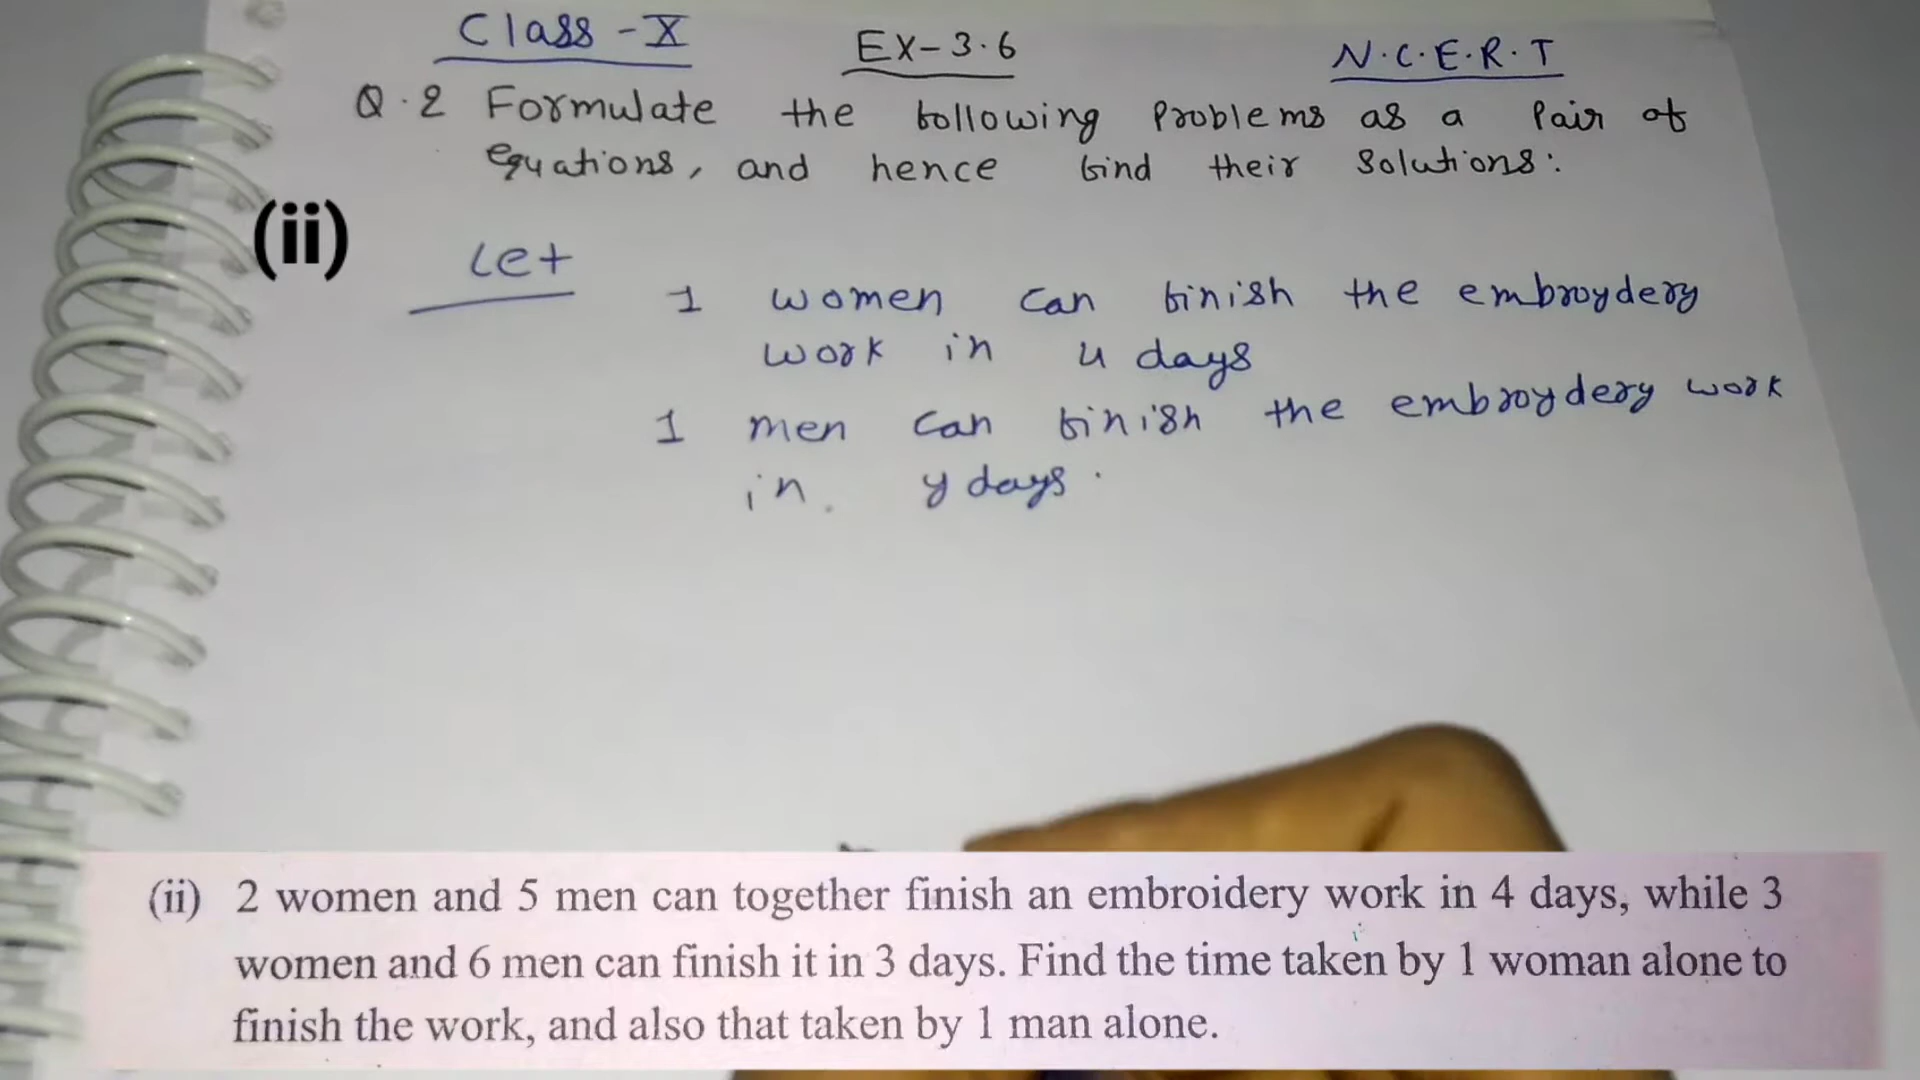 Class - X
EX-3.6
N.C.E.R.T
Q.2 Formulate the following Problems as a Pair of
equations, and hence find their solutions:
(ii)
Let
1 women can finish the embroydery
work in u days
1 men can finish the embroydery work
in. y days.
(ii) 2 women and 5 men can together finish an embroidery work in 4 days, while 3
women and 6 men can finish it in 3 days. Find the time taken by 1 woman alone to
finish the work, and also that taken by 1 man alone.